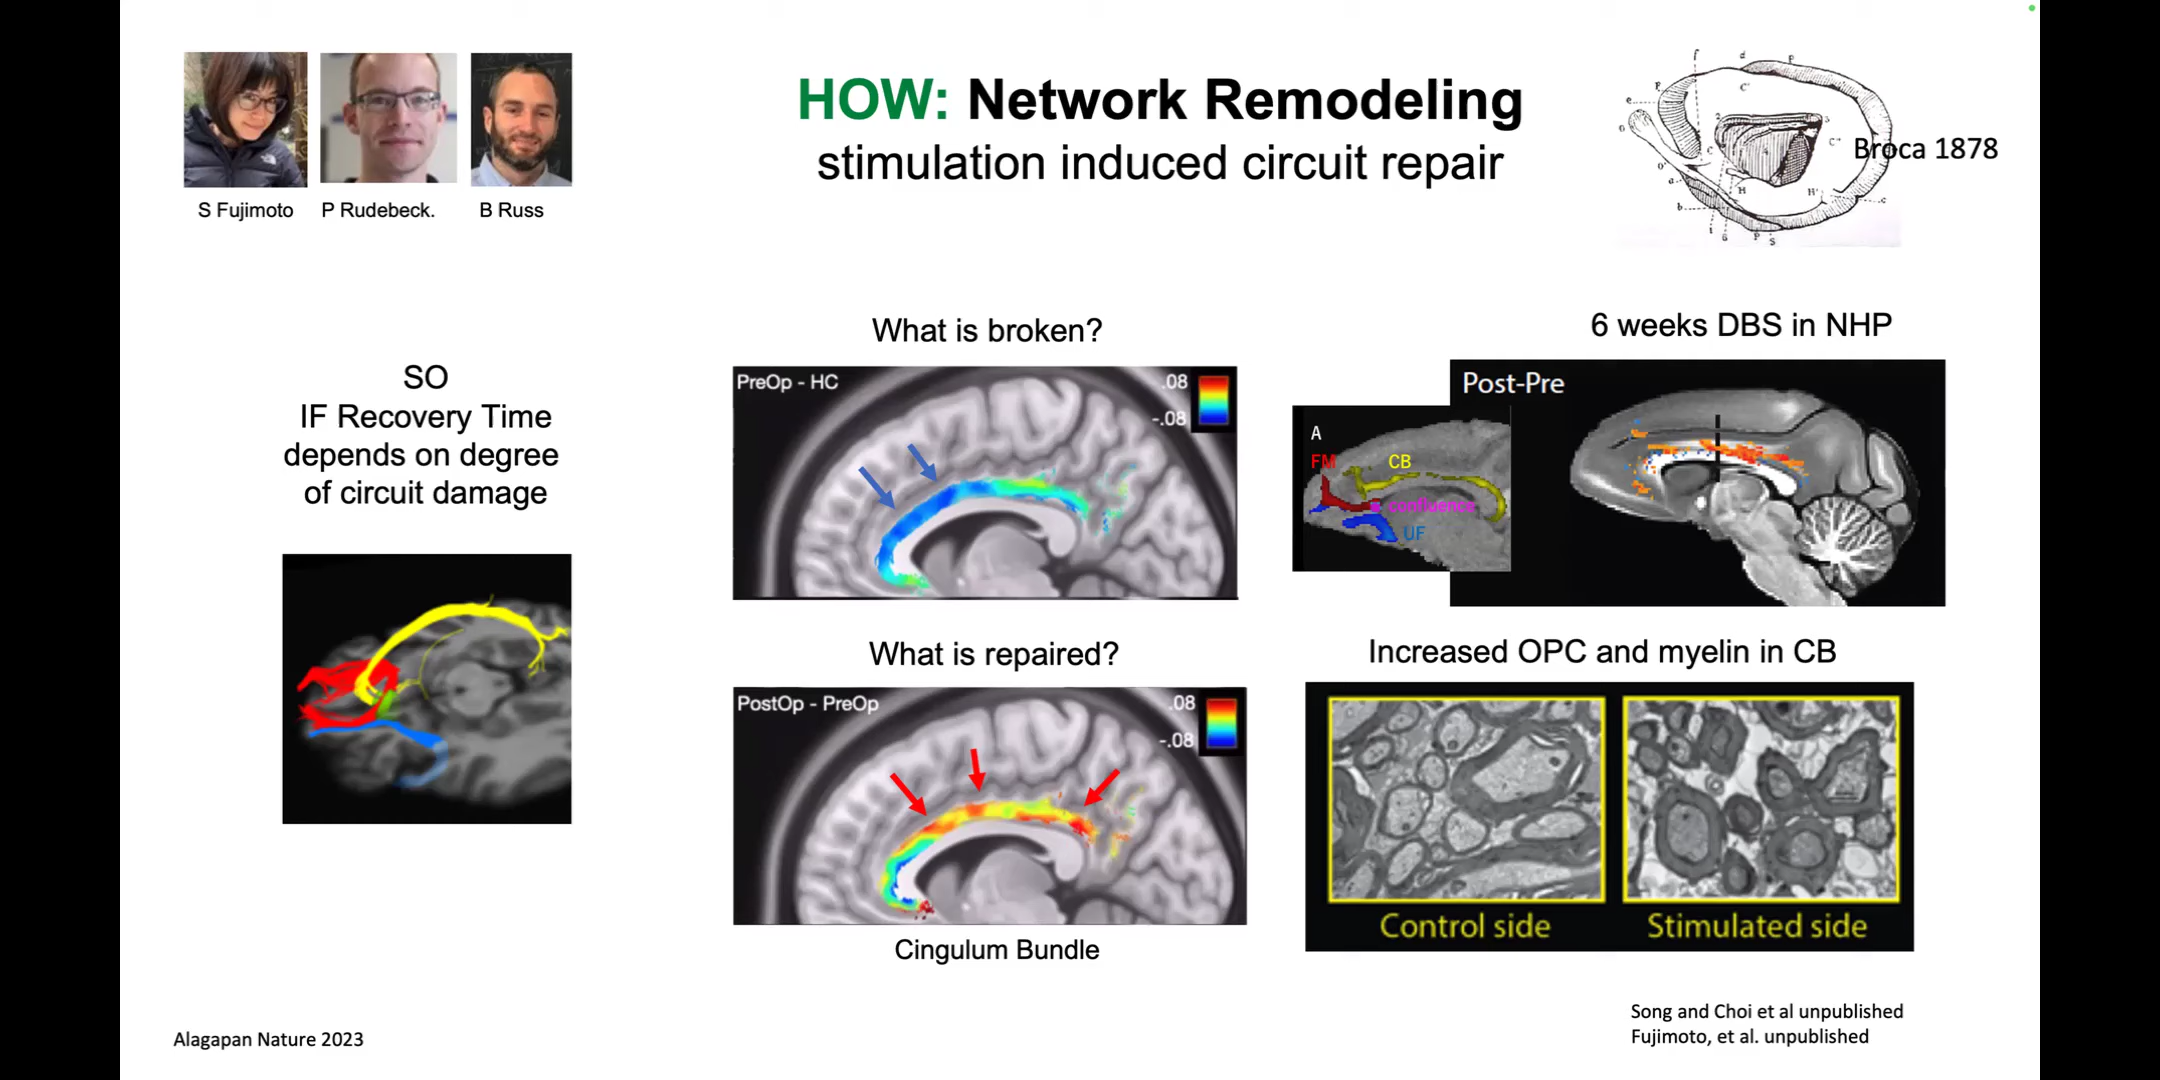 S Fujimoto
P Rudebeck.
B Russ
HOW: Network Remodeling
stimulation induced circuit repair
Broca 1878
SO
IF Recovery Time
depends on degree
of circuit damage
What is broken?
PreOp - HC
.08
-.08
What is repaired?
PostOp - PreOp
.08
-.08
Cingulum Bundle
6 weeks DBS in NHP
Post-Pre
A
FM
CB
confluence
UF
Increased OPC and myelin in CB
Control side
Stimulated side
Alagapan Nature 2023
Song and Choi et al unpublished
Fujimoto, et al. unpublished